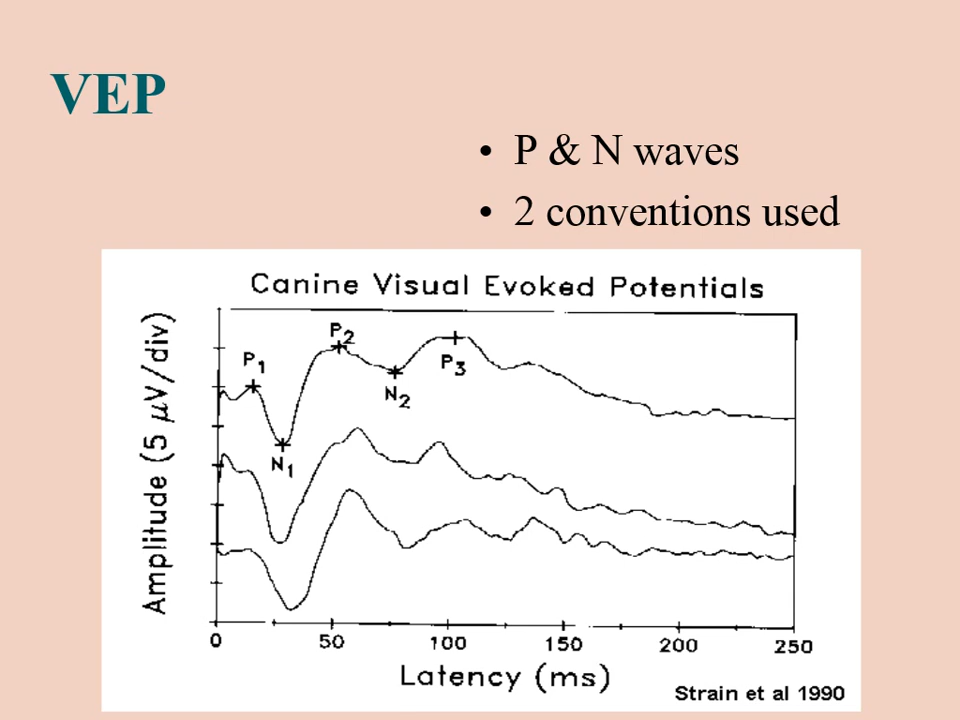 VEP
• P & N waves
• 2 conventions used
Canine Visual Evoked Potentials
Amplitude (5 µV/div)
P1
N1
P2
N2
P3
0 50 100 150 200 250
Latency (ms)
Strain et al 1990